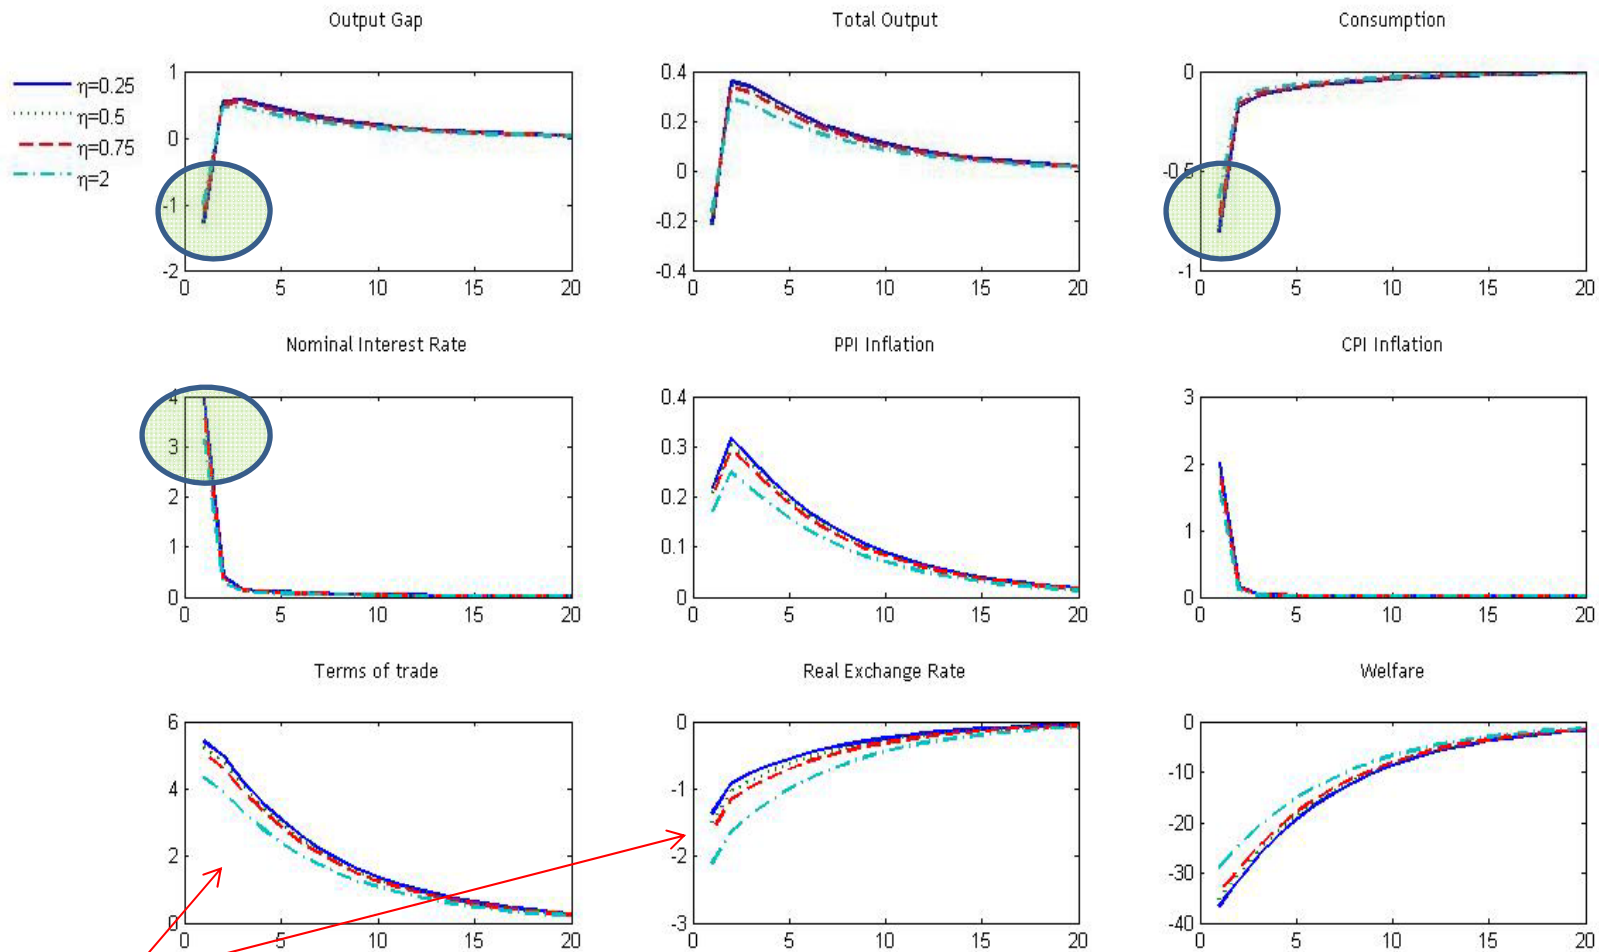 Output Gap
Total Output
Consumption
η=0.25
η=0.5
η=0.75
η=2
1
0
-1
-2
0 5 10 15 20
0.4
0.2
0
-0.2
-0.4
0 5 10 15 20
0
-0.5
-1
0 5 10 15 20
Nominal Interest Rate
PPI Inflation
CPI Inflation
4
3
2
1
0
0 5 10 15 20
0.4
0.3
0.2
0.1
0
0 5 10 15 20
3
2
1
0
0 5 10 15 20
Terms of trade
Real Exchange Rate
Welfare
6
4
2
0
0 5 10 15 20
0
-1
-2
-3
0 5 10 15 20
0
-10
-20
-30
-40
0 5 10 15 20